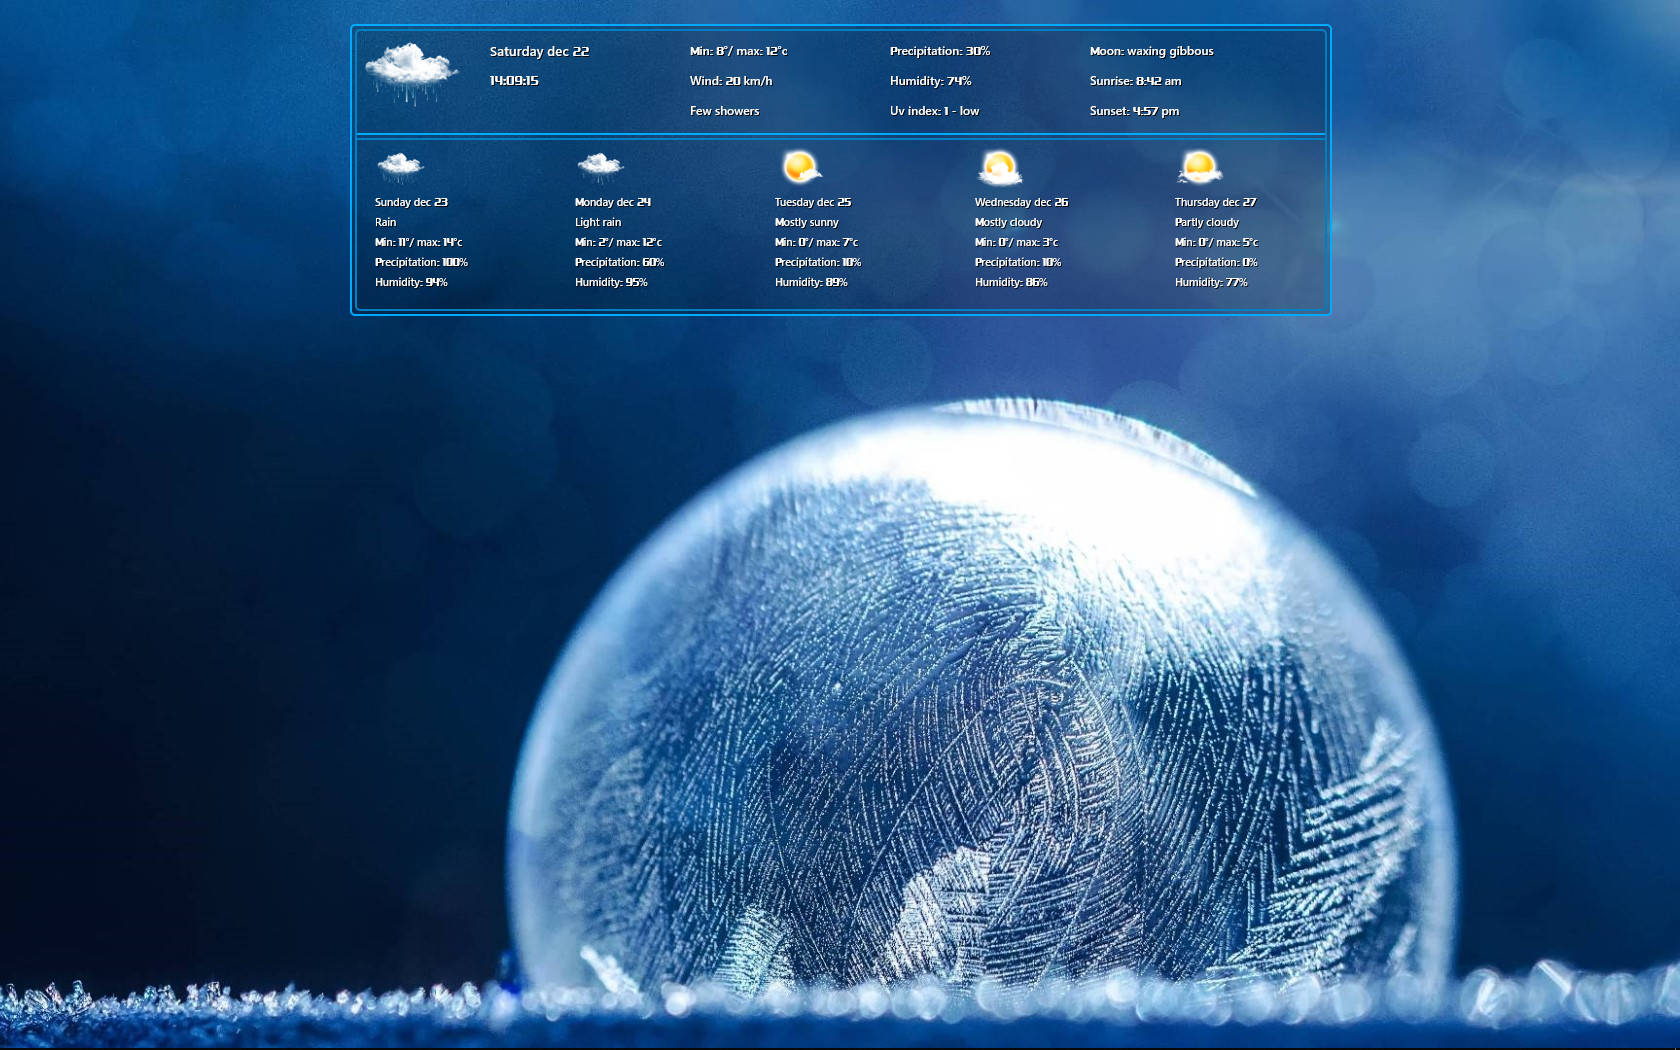 Saturday dec 22
14:09:15
Min: 8°/ max: 12°c
Wind: 20 km/h
Few showers
Precipitation: 30%
Humidity: 74%
Uv index: 1 - low
Moon: waxing gibbous
Sunrise: 8:42 am
Sunset: 4:57 pm
Sunday dec 23
Rain
Min: 11°/ max: 14°c
Precipitation: 100%
Humidity: 94%
Monday dec 24
Light rain
Min: 2°/ max: 12°c
Precipitation: 60%
Humidity: 95%
Tuesday dec 25
Mostly sunny
Min: 0°/ max: 7°c
Precipitation: 10%
Humidity: 89%
Wednesday dec 26
Mostly cloudy
Min: 0°/ max: 3°c
Precipitation: 10%
Humidity: 86%
Thursday dec 27
Partly cloudy
Min: 0°/ max: 5°c
Precipitation: 0%
Humidity: 77%